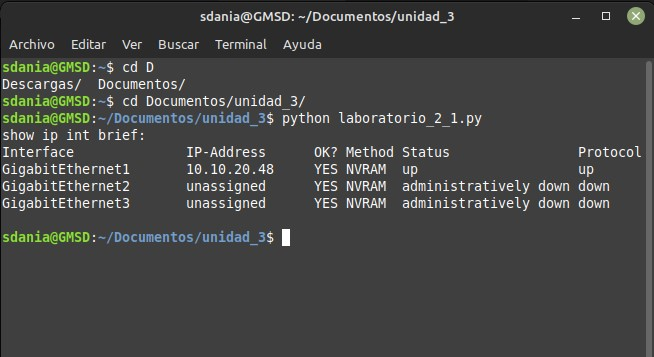 sdania@GMSD: ~/Documentos/unidad_3
Archivo Editar Ver Buscar Terminal Ayuda
sdania@GMSD:~$ cd D
Descargas/ Documentos/
sdania@GMSD:~$ cd Documentos/unidad_3/
sdania@GMSD:~/Documentos/unidad_3$ python laboratorio_2_1.py
show ip int brief:
Interface IP-Address OK? Method Status Protocol
GigabitEthernet1 10.10.20.48 YES NVRAM up up
GigabitEthernet2 unassigned YES NVRAM administratively down down
GigabitEthernet3 unassigned YES NVRAM administratively down down
sdania@GMSD:~/Documentos/unidad_3$